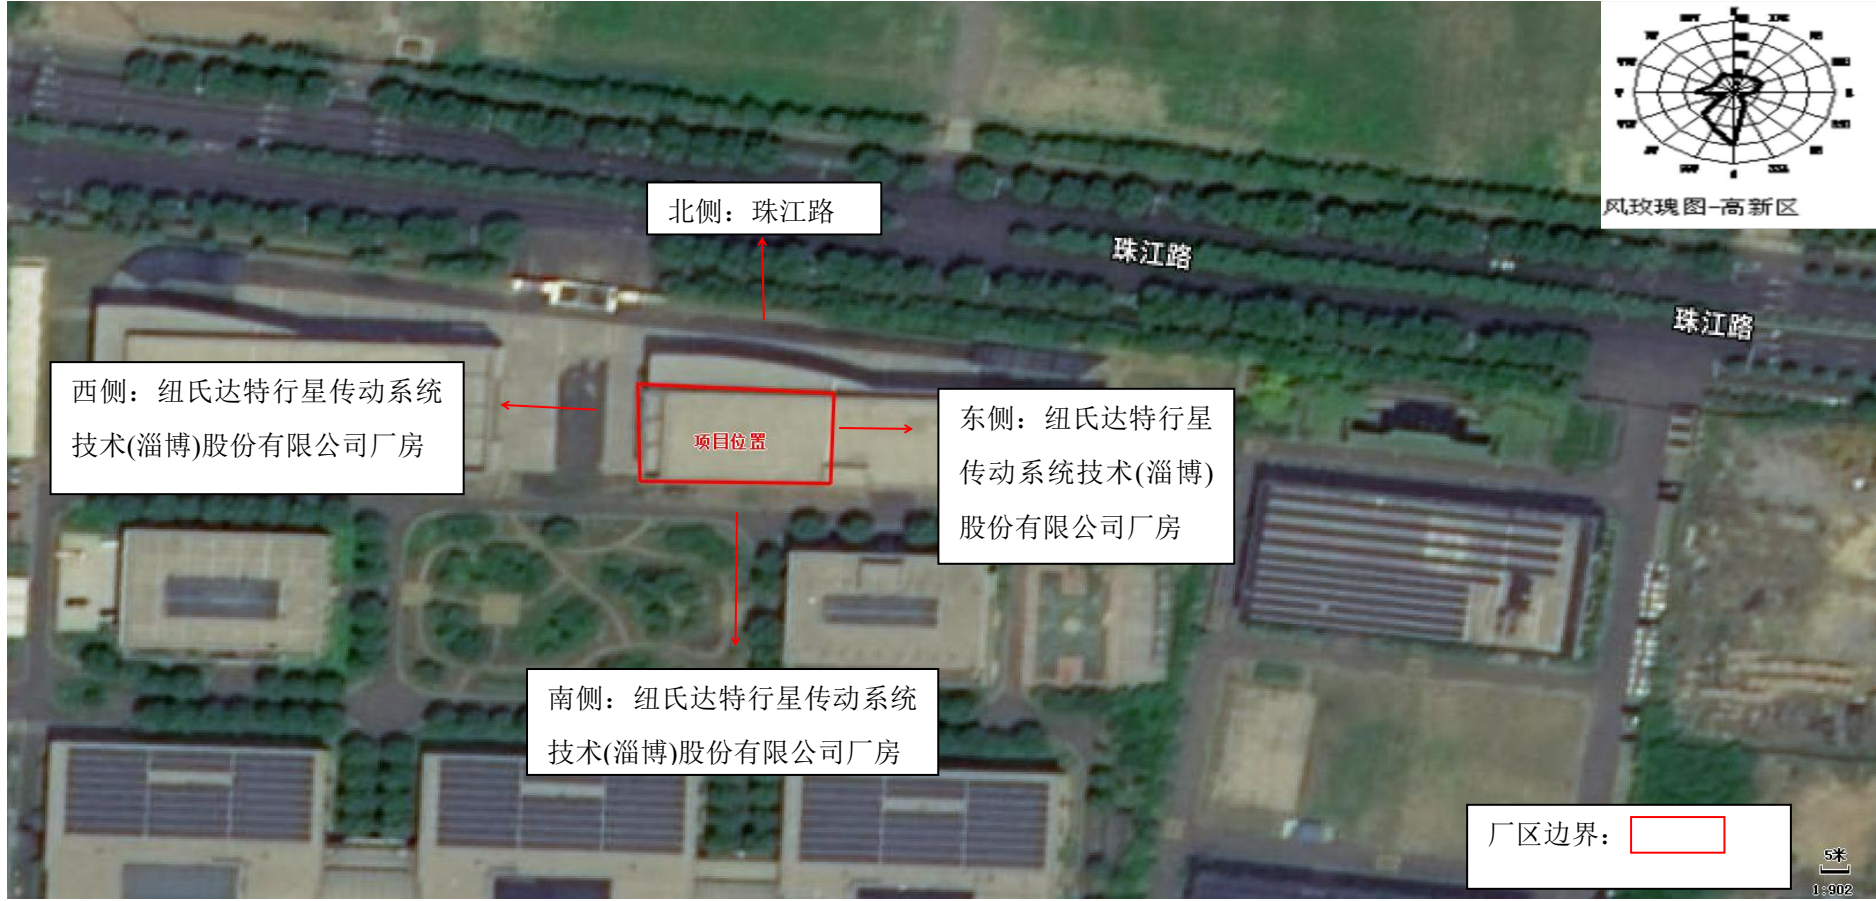 风玫瑰图-高新区
北侧：珠江路
珠江路
珠江路
西侧：纽氏达特行星传动系统
技术(淄博)股份有限公司厂房
项目位置
东侧：纽氏达特行星
传动系统技术(淄博)
股份有限公司厂房
南侧：纽氏达特行星传动系统
技术(淄博)股份有限公司厂房
厂区边界：
5米
1:902